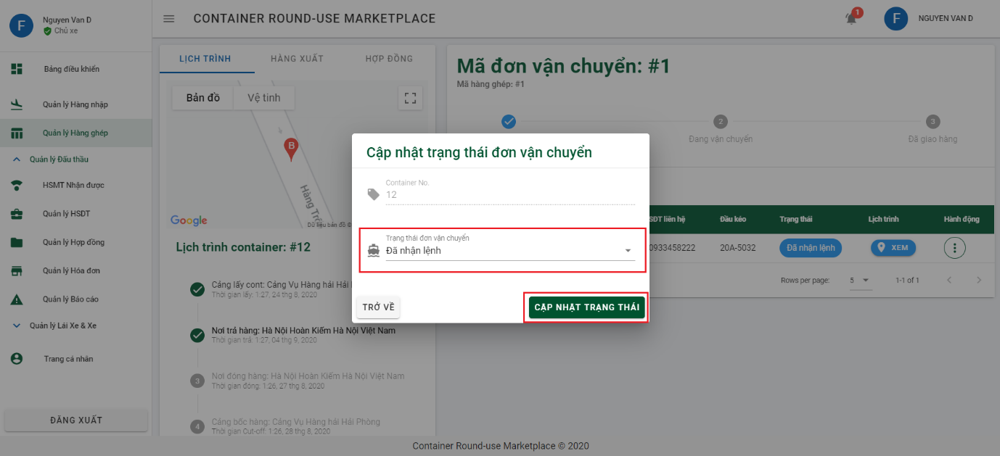 F
Nguyen Van D
Chủ xe
Bảng điều khiển
Quản lý Hàng nhập
Quản lý Hàng ghép
Quản lý Đấu thầu
HSMT Nhận được
Quản lý HSDT
Quản lý Hợp đồng
Quản lý Hóa đơn
Quản lý Báo cáo
Quản lý Lái Xe & Xe
Trang cá nhân
ĐĂNG XUẤT
CONTAINER ROUND-USE MARKETPLACE
1
F
NGUYEN VAN D
LỊCH TRÌNH
HÀNG XUẤT
HỢP ĐỒNG
Bản đồ
Vệ tinh
B
Hàng Trố
Google
Dữ liệu bản đồ ©
Lịch trình container: #12
Cảng lấy cont: Cảng Vụ Hàng hải Hải
Thời gian lấy: 1:27, 24 thg 8, 2020
Nơi trả hàng: Hà Nội Hoàn Kiếm Hà Nội Việt Nam
Thời gian trả: 1:27, 04 thg 9, 2020
3
Nơi đóng hàng: Hà Nội Hoàn Kiếm Hà Nội Việt Nam
Thời gian đóng: 1:26, 27 thg 8, 2020
4
Cảng bốc hàng: Cảng Vụ Hàng hải Hải Phòng
Thời gian Cut-off: 1:26, 28 thg 8, 2020
Mã đơn vận chuyển: #1
Mã hàng ghép: #1
2
Đang vận chuyển
3
Đã giao hàng
SĐT liên hệ
Đầu kéo
Trạng thái
Lịch trình
Hành động
0933458222
20A-5032
Đã nhận lệnh
XEM
Rows per page:
5
1-1 of 1
Cập nhật trạng thái đơn vận chuyển
Container No.
12
Trạng thái đơn vận chuyển
Đã nhận lệnh
TRỞ VỀ
CẬP NHẬT TRẠNG THÁI
Container Round-use Marketplace © 2020